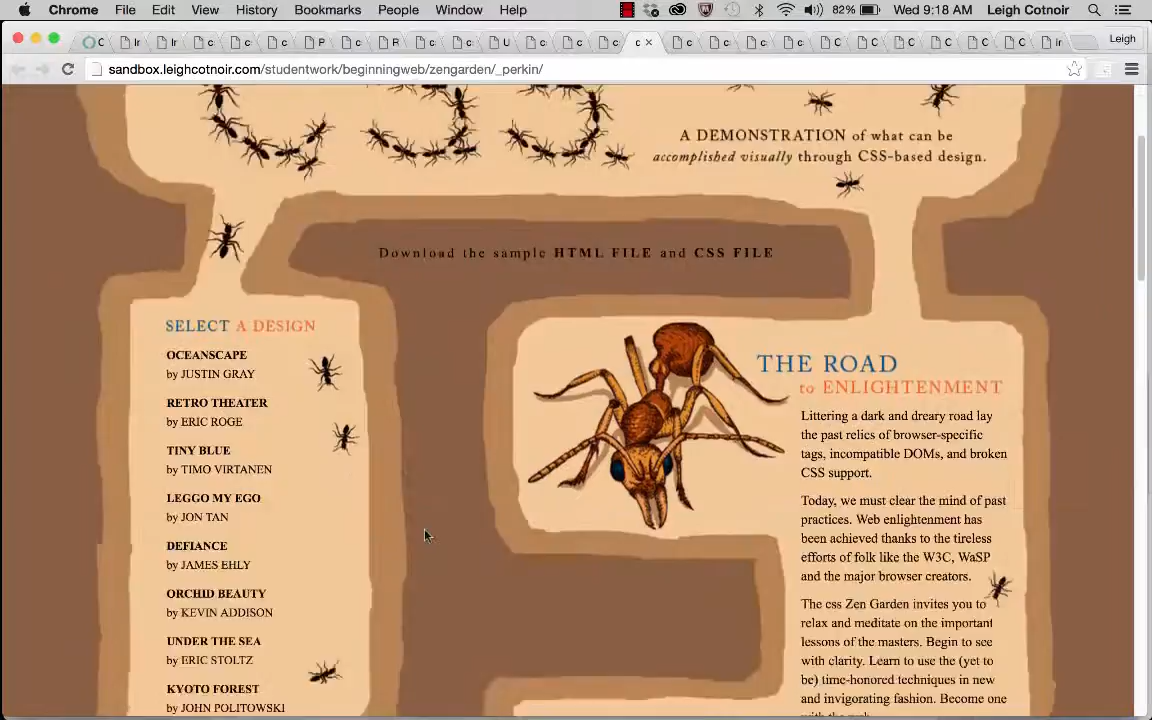 Chrome File Edit View History Bookmarks People Window Help 82% Wed 9:18 AM Leigh Cotnoir
C Ir Ir c c c P c R c c U c c c c c c c c C C C C C C Ir Leigh
sandbox.leighcotnoir.com/studentwork/beginningweb/zengarden/_perkin/
css
A DEMONSTRATION of what can be
accomplished visually through CSS-based design.
Download the sample HTML FILE and CSS FILE
SELECT A DESIGN
OCEANSCAPE
by JUSTIN GRAY
RETRO THEATER
by ERIC ROGE
TINY BLUE
by TIMO VIRTANEN
LEGGO MY EGO
by JON TAN
DEFIANCE
by JAMES EHLY
ORCHID BEAUTY
by KEVIN ADDISON
UNDER THE SEA
by ERIC STOLTZ
KYOTO FOREST
by JOHN POLITOWSKI
THE ROAD
to ENLIGHTENMENT
Littering a dark and dreary road lay
the past relics of browser-specific
tags, incompatible DOMs, and broken
CSS support.
Today, we must clear the mind of past
practices. Web enlightenment has
been achieved thanks to the tireless
efforts of folk like the W3C, WaSP
and the major browser creators.
The css Zen Garden invites you to
relax and meditate on the important
lessons of the masters. Begin to see
with clarity. Learn to use the (yet to
be) time-honored techniques in new
and invigorating fashion. Become one